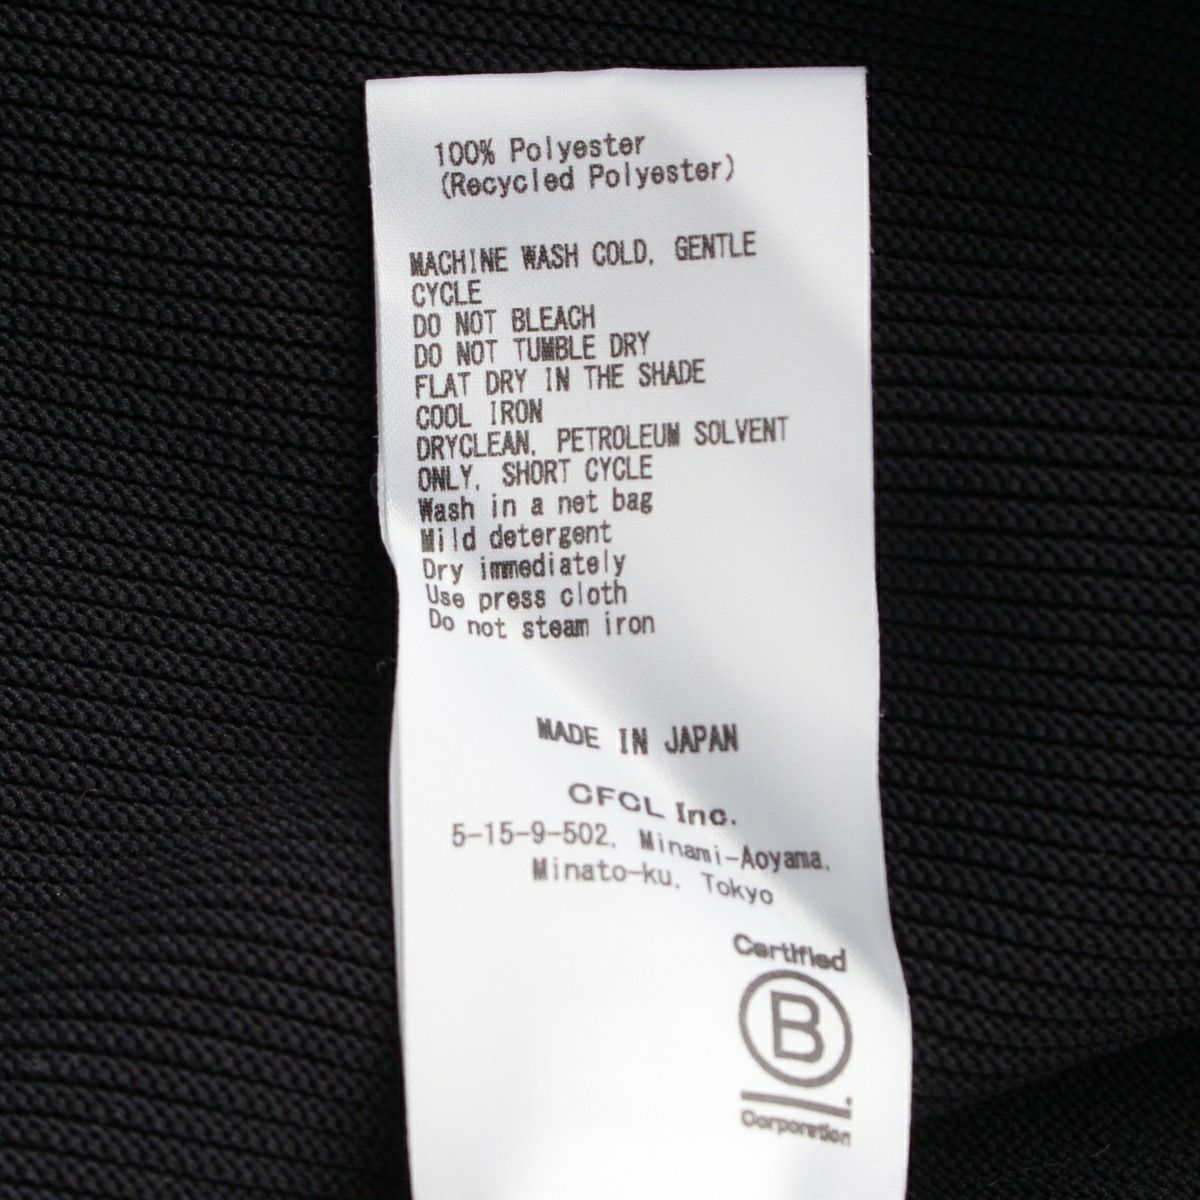 100% Polyester
(Recycled Polyester)
MACHINE WASH COLD, GENTLE
CYCLE
DO NOT BLEACH
DO NOT TUMBLE DRY
FLAT DRY IN THE SHADE
COOL IRON
DRYCLEAN, PETROLEUM SOLVENT
ONLY, SHORT CYCLE
Wash in a net bag
Mild detergent
Dry immediately
Use press cloth
Do not steam iron
MADE IN JAPAN
CFCL Inc.
5-15-9-502, Minami-Aoyama,
Minato-ku, Tokyo
Certified
B
Corporation